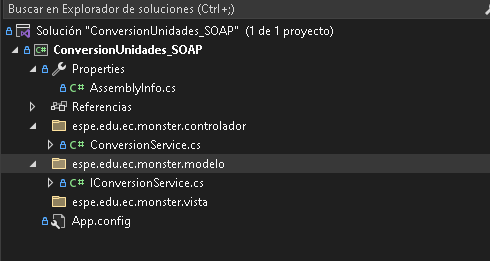 Buscar en Explorador de soluciones (Ctrl+;)
Solución "ConversionUnidades_SOAP" (1 de 1 proyecto)
C# ConversionUnidades_SOAP
Properties
C# AssemblyInfo.cs
Referencias
espe.edu.ec.monster.controlador
C# ConversionService.cs
espe.edu.ec.monster.modelo
C# IConversionService.cs
espe.edu.ec.monster.vista
App.config